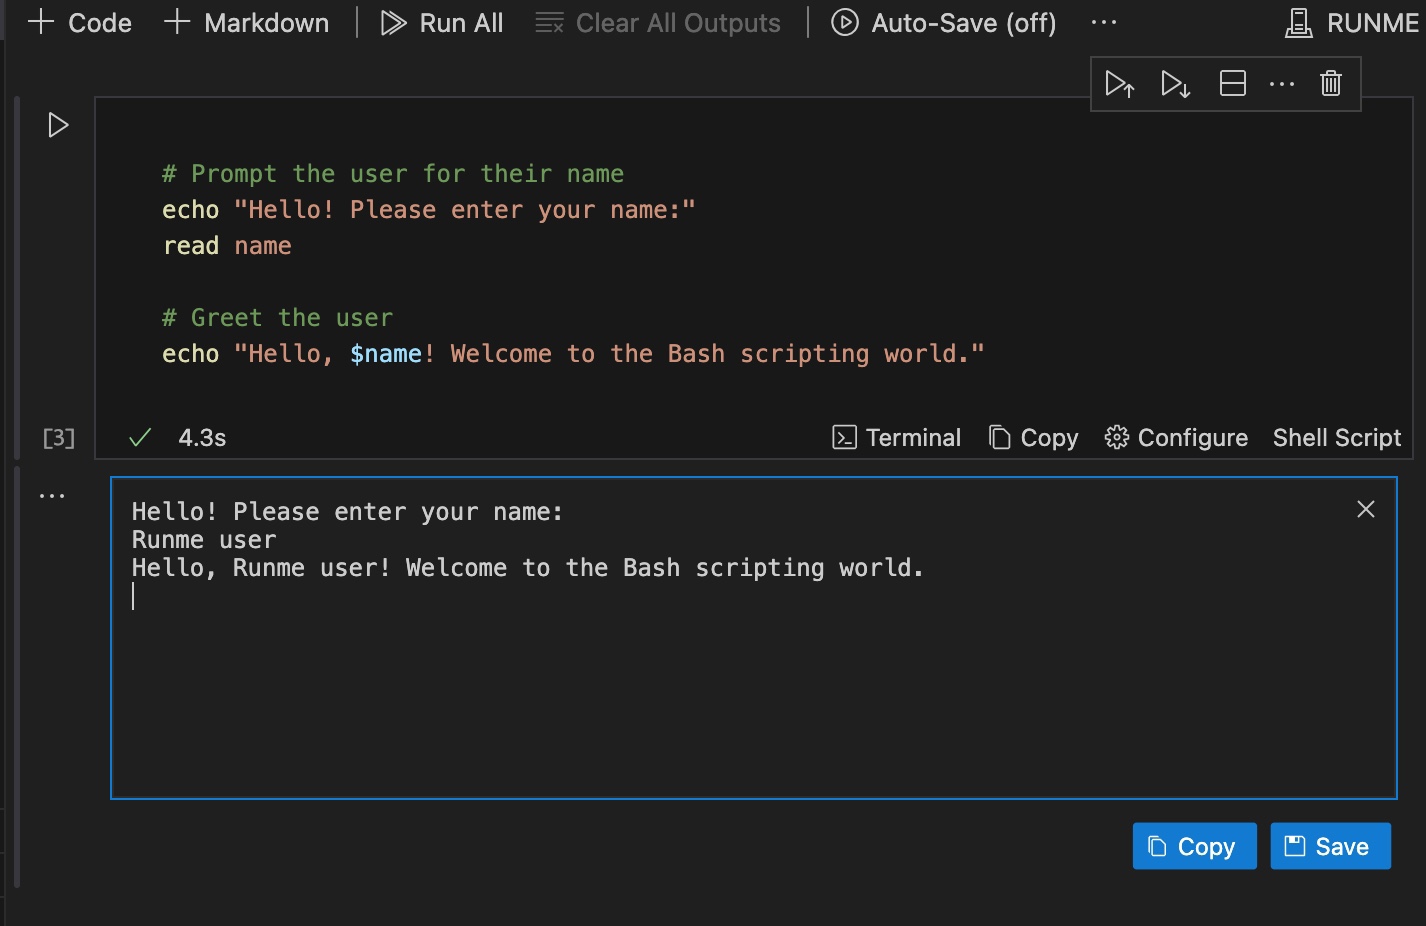 Code Markdown Run All Clear All Outputs Auto-Save (off) ... RUNME
...
# Prompt the user for their name
echo "Hello! Please enter your name:"
read name
# Greet the user
echo "Hello, $name! Welcome to the Bash scripting world."
[3] 4.3s Terminal Copy Configure Shell Script
...
Hello! Please enter your name:
Runme user
Hello, Runme user! Welcome to the Bash scripting world.
Copy Save